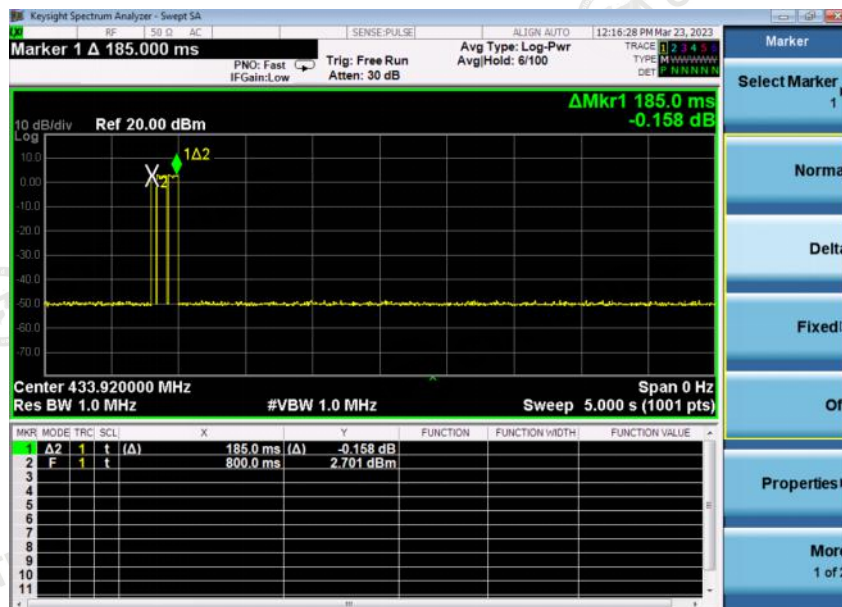 Keysight Spectrum Analyzer - Swept SA
RF 50 Ω AC SENSE:PULSE ALIGN AUTO 12:16:28 PM Mar 23, 2023
Marker 1 Δ 185.000 ms
PNO: Fast
IFGain:Low
Trig: Free Run
Atten: 30 dB
Avg Type: Log-Pwr
Avg|Hold: 6/100
TRACE 1 2 3 4 5 6
TYPE M WWWWW
DET P N N N N N
ΔMkr1 185.0 ms
-0.158 dB
10 dB/div Ref 20.00 dBm
Log
10.0
0.00
-10.0
-20.0
-30.0
-40.0
-50.0
-60.0
-70.0
1Δ2
X2
Center 433.920000 MHz Span 0 Hz
Res BW 1.0 MHz #VBW 1.0 MHz Sweep 5.000 s (1001 pts)
MKR MODE TRC SCL X Y FUNCTION FUNCTION WIDTH FUNCTION VALUE
1 Δ2 1 t (Δ) 185.0 ms (Δ) -0.158 dB
2 F 1 t 800.0 ms 2.701 dBm
3
4
5
6
7
8
9
10
11
Marker
Select Marker
1
Norma
Delta
Fixed
Of
Properties
More
1 of 2